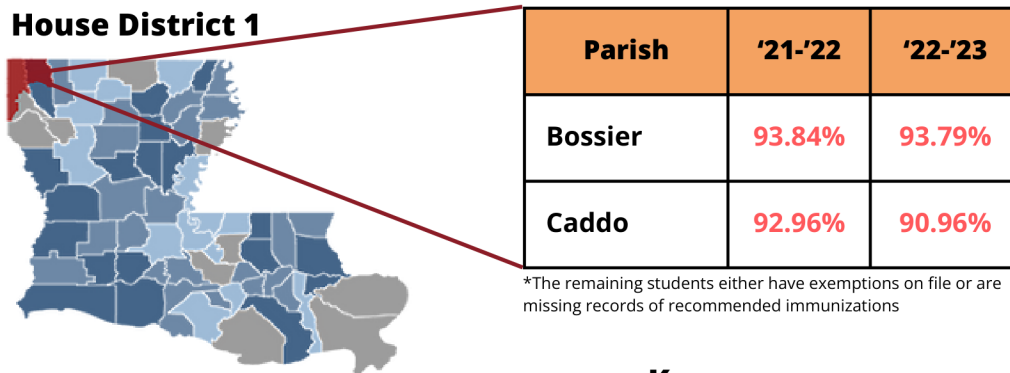 House District 1
Parish ‘21-’22 ‘22-’23
Bossier 93.84% 93.79%
Caddo 92.96% 90.96%
*The remaining students either have exemptions on file or are
missing records of recommended immunizations